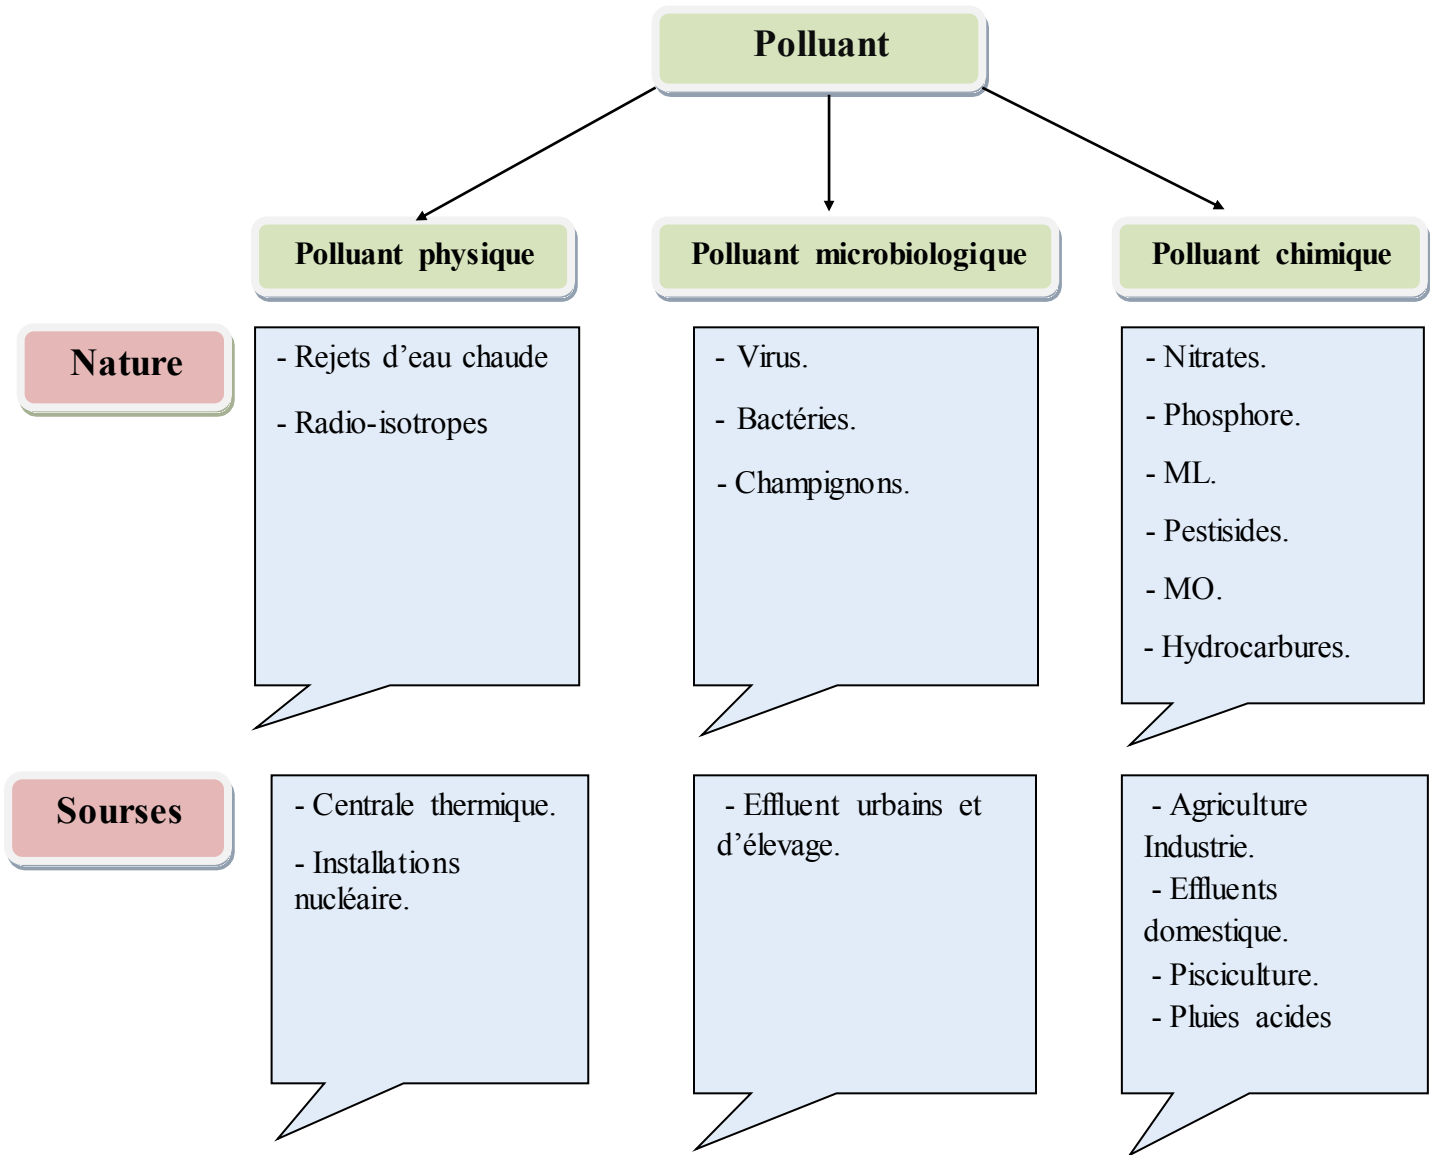 Polluant
Polluant physique
Polluant microbiologique
Polluant chimique
Nature
- Rejets d’eau chaude
- Radio-isotropes
- Virus.
- Bactéries.
- Champignons.
- Nitrates.
- Phosphore.
- ML.
- Pestisides.
- MO.
- Hydrocarbures.
Sourses
- Centrale thermique.
- Installations
nucléaire.
- Effluent urbains et
d’élevage.
- Agriculture
Industrie.
- Effluents
domestique.
- Pisciculture.
- Pluies acides